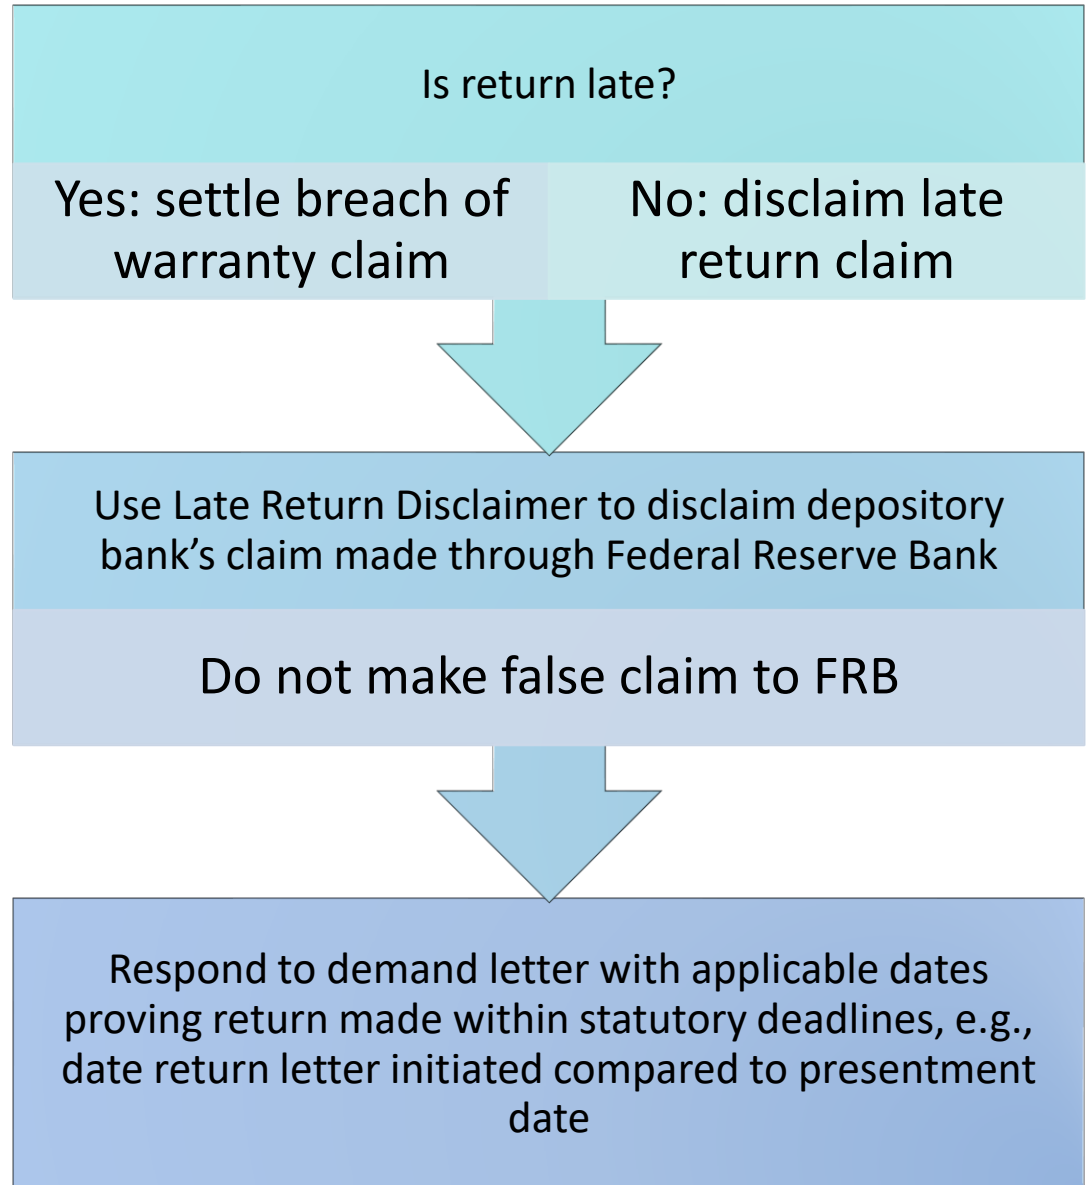 Is return late?
Yes: settle breach of
warranty claim
No: disclaim late
return claim
Use Late Return Disclaimer to disclaim depository
bank’s claim made through Federal Reserve Bank
Do not make false claim to FRB
Respond to demand letter with applicable dates
proving return made within statutory deadlines, e.g.,
date return letter initiated compared to presentment
date